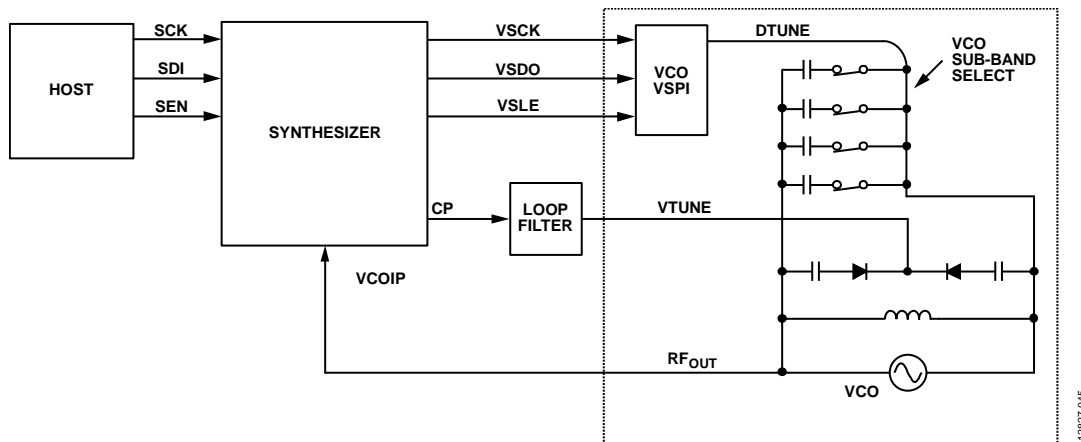 HOST
SCK
SDI
SEN
SYNTHESIZER
VSCK
VSDO
VSLE
VCO
VSPI
DTUNE
VCO
SUB-BAND
SELECT
CP
LOOP
FILTER
VTUNE
VCOIP
RFOUT
VCO